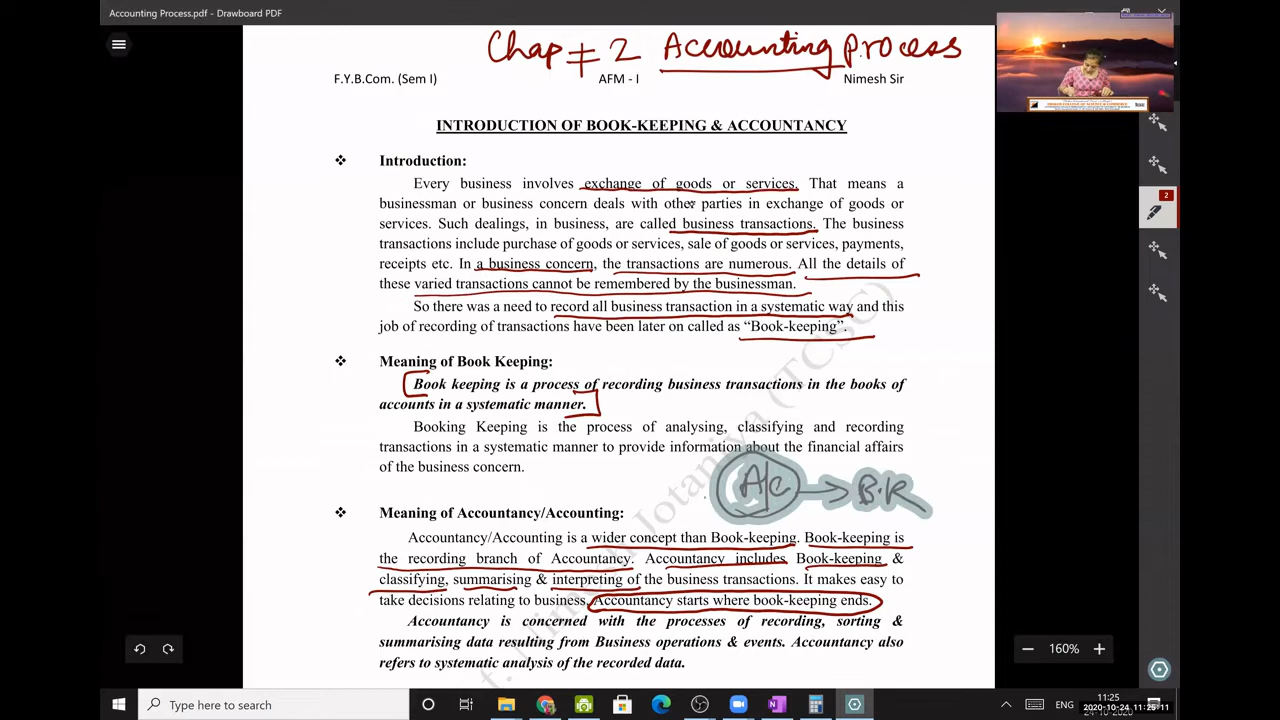 Accounting Process.pdf - Drawboard PDF
Chap # 2 Accounting Process
F.Y.B.Com. (Sem I) AFM - I Nimesh Sir
INTRODUCTION OF BOOK-KEEPING & ACCOUNTANCY
❖ Introduction:
Every business involves exchange of goods or services. That means a
businessman or business concern deals with other parties in exchange of goods or
services. Such dealings, in business, are called business transactions. The business
transactions include purchase of goods or services, sale of goods or services, payments,
receipts etc. In a business concern, the transactions are numerous. All the details of
these varied transactions cannot be remembered by the businessman.
So there was a need to record all business transaction in a systematic way and this
job of recording of transactions have been later on called as “Book-keeping”.
❖ Meaning of Book Keeping:
Book keeping is a process of recording business transactions in the books of
accounts in a systematic manner.
Booking Keeping is the process of analysing, classifying and recording
transactions in a systematic manner to provide information about the financial affairs
of the business concern.
A/c → B.K
❖ Meaning of Accountancy/Accounting:
Accountancy/Accounting is a wider concept than Book-keeping. Book-keeping is
the recording branch of Accountancy. Accountancy includes Book-keeping &
classifying, summarising & interpreting of the business transactions. It makes easy to
take decisions relating to business. Accountancy starts where book-keeping ends.
Accountancy is concerned with the processes of recording, sorting &
summarising data resulting from Business operations & events. Accountancy also
refers to systematic analysis of the recorded data.
Jotaniya (TCSC)
2
160%
Type here to search
ENG
11:25
2020-10-24 11:25:11